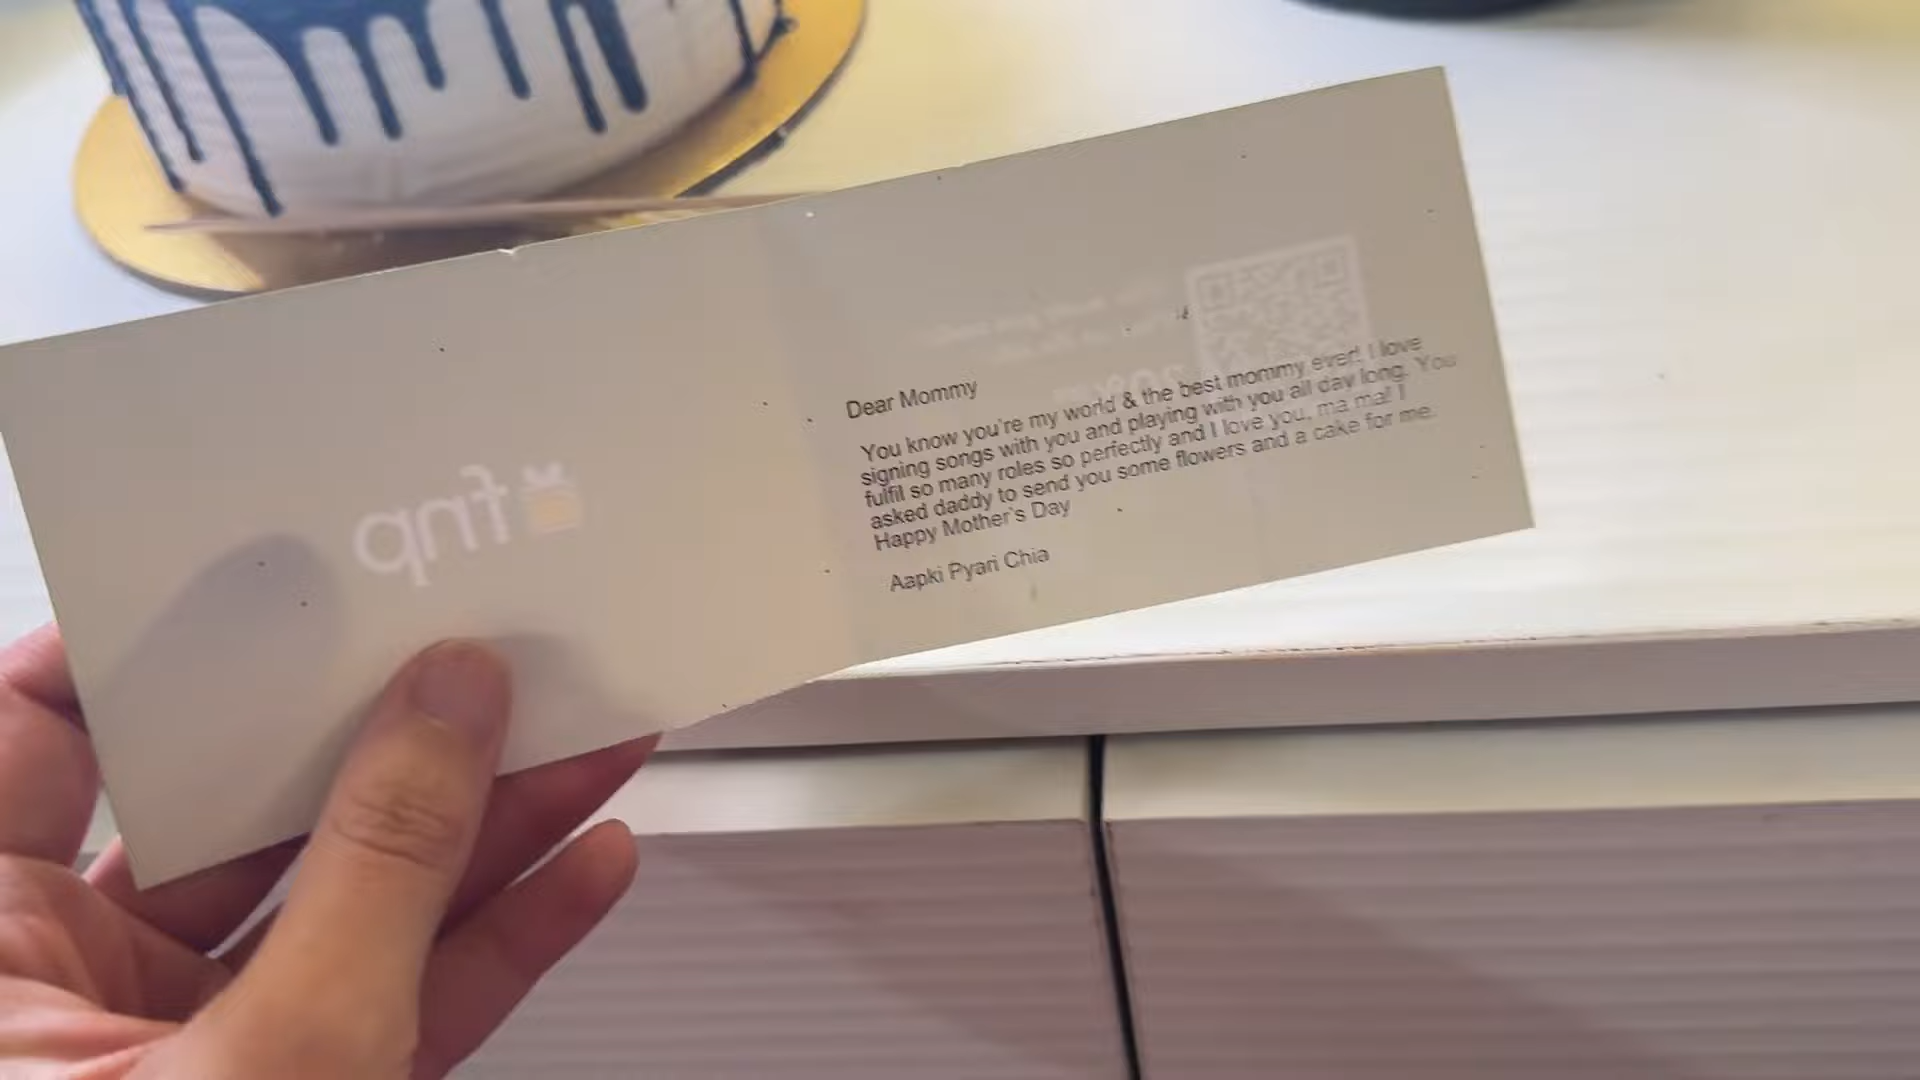 Dear Mommy
You know you're my world & the best mommy ever! I love
signing songs with you and playing with you all day long. You
fulfil so many roles so perfectly and I love you, ma ma! I
asked daddy to send you some flowers and a cake for me.
Happy Mother's Day
Aapki Pyari Chia
fnp